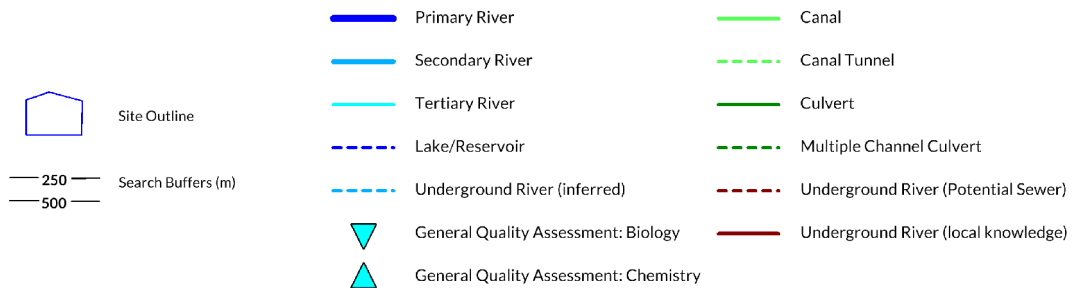 Site Outline
250
500
Search Buffers (m)
Primary River
Secondary River
Tertiary River
Lake/Reservoir
Underground River (inferred)
General Quality Assessment: Biology
General Quality Assessment: Chemistry
Canal
Canal Tunnel
Culvert
Multiple Channel Culvert
Underground River (Potential Sewer)
Underground River (local knowledge)